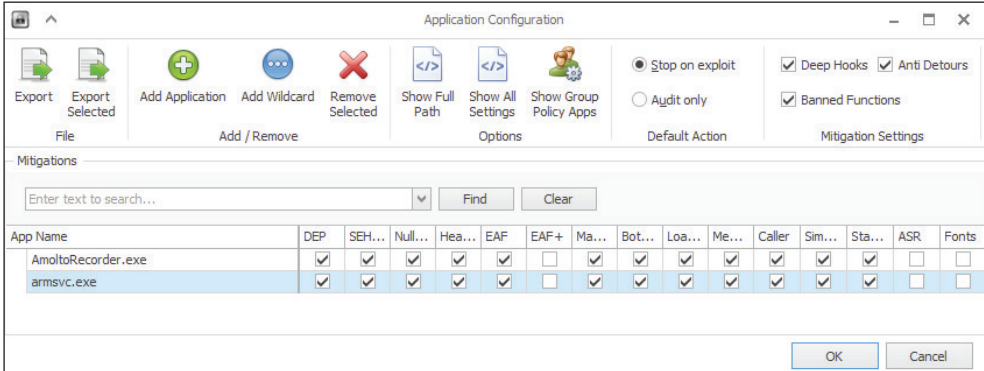 Application Configuration
Export
Export Selected
Add Application
Add Wildcard
Remove Selected
Show Full Path
Show All Settings
Show Group Policy Apps
Stop on exploit
Audit only
Deep Hooks
Anti Detours
Banned Functions
File
Add / Remove
Options
Default Action
Mitigation Settings
Mitigations
Enter text to search...
Find
Clear
App Name DEP SEH... Null... Hea... EAF EAF+ Ma... Bot... Loa... Me... Caller Sim... Sta... ASR Fonts
AmoltoRecorder.exe
armsvc.exe
OK
Cancel